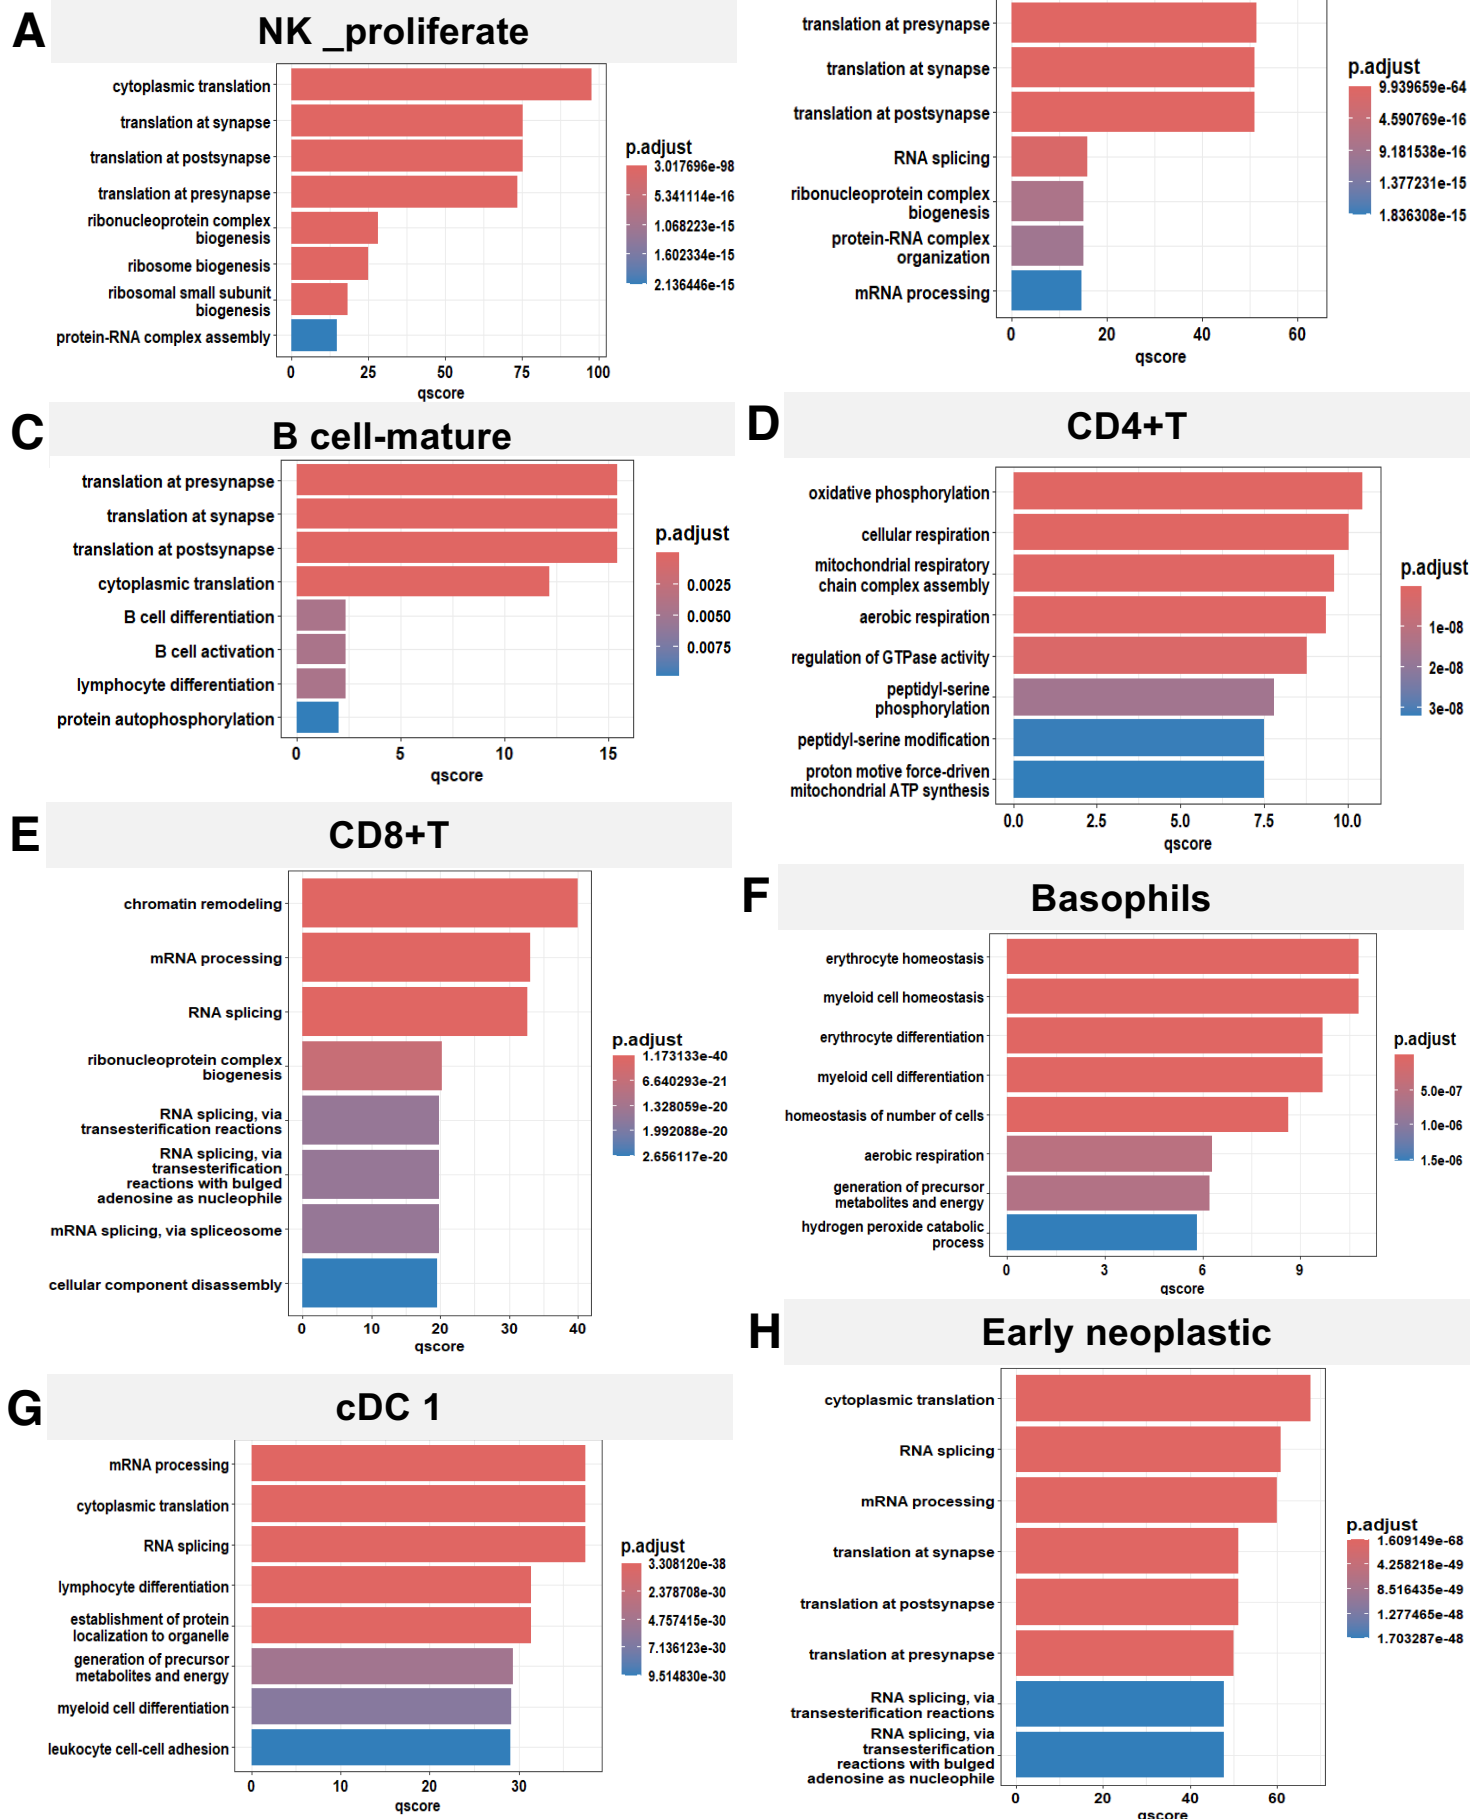 A
NK _proliferate
cytoplasmic translation
translation at synapse
translation at postsynapse
translation at presynapse
ribonucleoprotein complex
biogenesis
ribosome biogenesis
ribosomal small subunit
biogenesis
protein-RNA complex assembly
0 25 50 75 100
qscore
p.adjust
3.017696e-98
5.341114e-16
1.068223e-15
1.602334e-15
2.136446e-15
translation at presynapse
translation at synapse
translation at postsynapse
RNA splicing
ribonucleoprotein complex
biogenesis
protein-RNA complex
organization
mRNA processing
0 20 40 60
qscore
p.adjust
9.939659e-64
4.590769e-16
9.181538e-16
1.377231e-15
1.836308e-15
C
B cell-mature
translation at presynapse
translation at synapse
translation at postsynapse
cytoplasmic translation
B cell differentiation
B cell activation
lymphocyte differentiation
protein autophosphorylation
0 5 10 15
qscore
p.adjust
0.0025
0.0050
0.0075
D
CD4+T
oxidative phosphorylation
cellular respiration
mitochondrial respiratory
chain complex assembly
aerobic respiration
regulation of GTPase activity
peptidyl-serine
phosphorylation
peptidyl-serine modification
proton motive force-driven
mitochondrial ATP synthesis
0.0 2.5 5.0 7.5 10.0
qscore
p.adjust
1e-08
2e-08
3e-08
E
CD8+T
chromatin remodeling
mRNA processing
RNA splicing
ribonucleoprotein complex
biogenesis
RNA splicing, via
transesterification reactions
RNA splicing, via
transesterification
reactions with bulged
adenosine as nucleophile
mRNA splicing, via spliceosome
cellular component disassembly
0 10 20 30 40
qscore
p.adjust
1.173133e-40
6.640293e-21
1.328059e-20
1.992088e-20
2.656117e-20
F
Basophils
erythrocyte homeostasis
myeloid cell homeostasis
erythrocyte differentiation
myeloid cell differentiation
homeostasis of number of cells
aerobic respiration
generation of precursor
metabolites and energy
hydrogen peroxide catabolic
process
0 3 6 9
qscore
p.adjust
5.0e-07
1.0e-06
1.5e-06
G
cDC 1
mRNA processing
cytoplasmic translation
RNA splicing
lymphocyte differentiation
establishment of protein
localization to organelle
generation of precursor
metabolites and energy
myeloid cell differentiation
leukocyte cell-cell adhesion
0 10 20 30
qscore
p.adjust
3.308120e-38
2.378708e-30
4.757415e-30
7.136123e-30
9.514830e-30
H
Early neoplastic
cytoplasmic translation
RNA splicing
mRNA processing
translation at synapse
translation at postsynapse
translation at presynapse
RNA splicing, via
transesterification reactions
RNA splicing, via
transesterification
reactions with bulged
adenosine as nucleophile
0 20 40 60
qscore
p.adjust
1.609149e-68
4.258218e-49
8.516435e-49
1.277465e-48
1.703287e-48